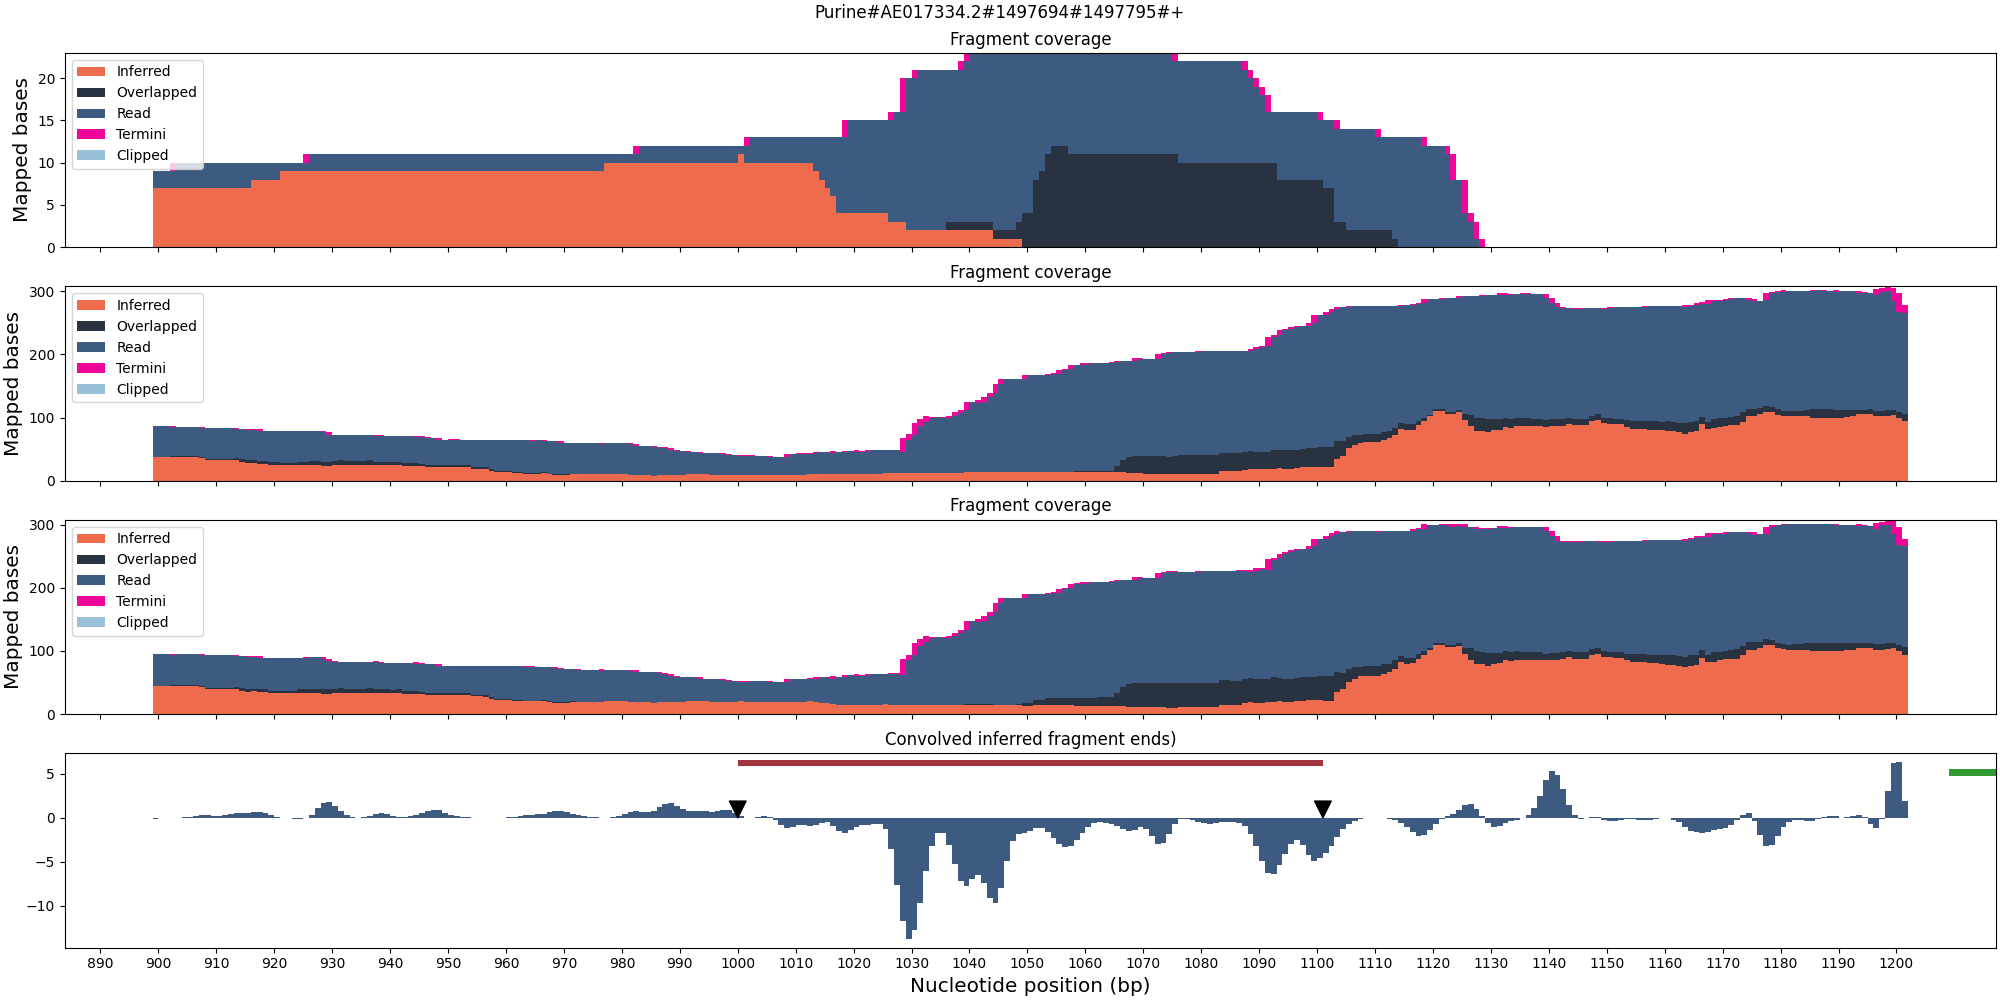 Purine#AE017334.2#1497694#1497795#+
Fragment coverage
Mapped bases
20
15
10
5
0
Inferred
Overlapped
Read
Termini
Clipped
Fragment coverage
Mapped bases
300
200
100
0
Inferred
Overlapped
Read
Termini
Clipped
Fragment coverage
Mapped bases
300
200
100
0
Inferred
Overlapped
Read
Termini
Clipped
Convolved inferred fragment ends)
5
0
−5
−10
890 900 910 920 930 940 950 960 970 980 990 1000 1010 1020 1030 1040 1050 1060 1070 1080 1090 1100 1110 1120 1130 1140 1150 1160 1170 1180 1190 1200
Nucleotide position (bp)